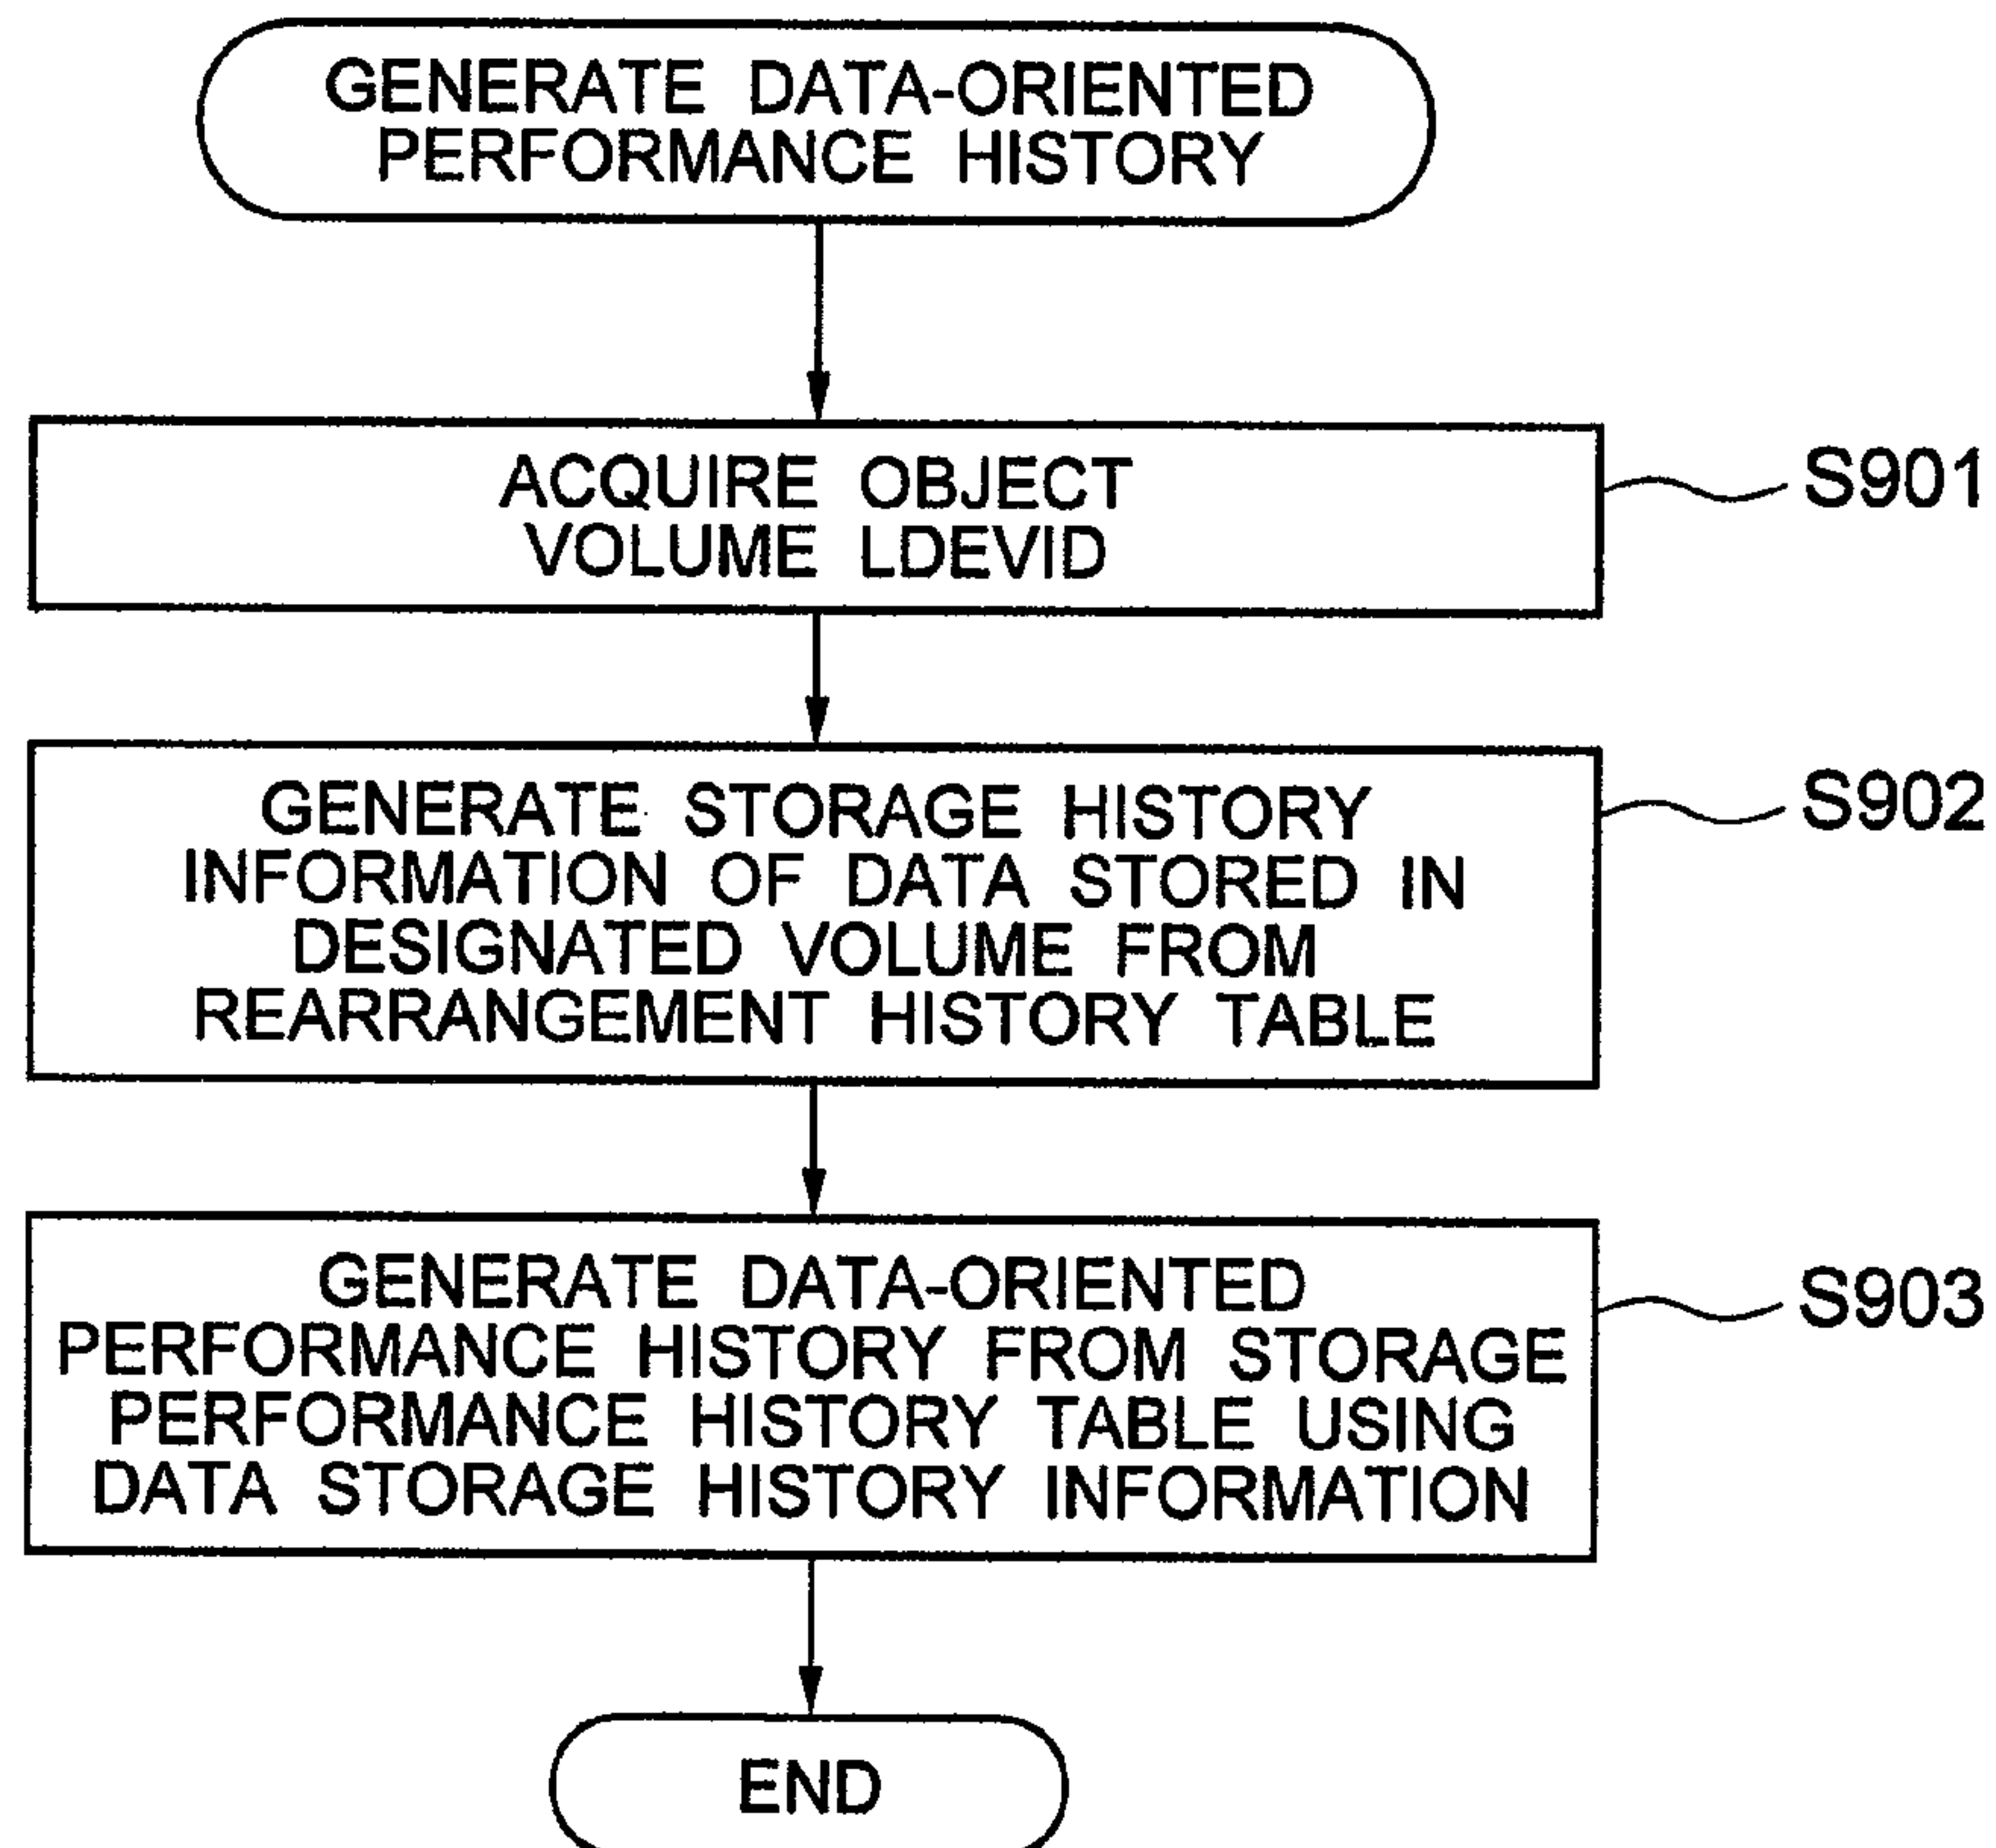 GENERATE DATA-ORIENTED
PERFORMANCE HISTORY
ACQUIRE OBJECT
VOLUME LDEVID
S901
GENERATE STORAGE HISTORY
INFORMATION OF DATA STORED IN
DESIGNATED VOLUME FROM
REARRANGEMENT HISTORY TABLE
S902
GENERATE DATA-ORIENTED
PERFORMANCE HISTORY FROM STORAGE
PERFORMANCE HISTORY TABLE USING
DATA STORAGE HISTORY INFORMATION
S903
END